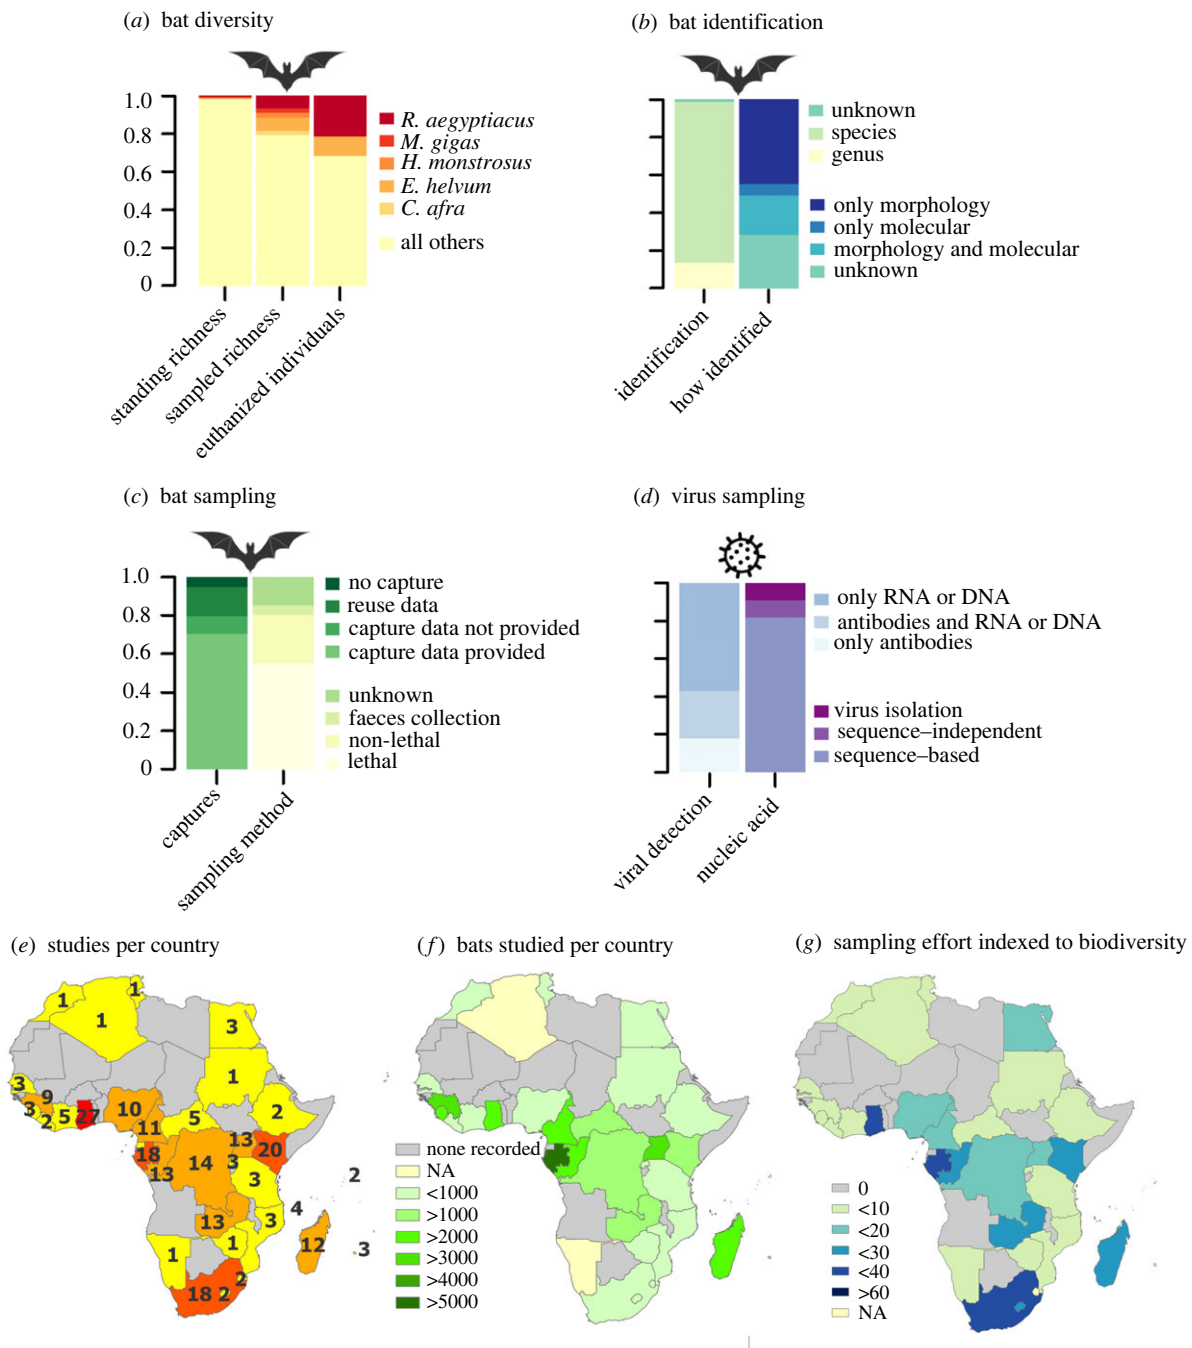 (a) bat diversity
1.0
0.8
0.6
0.4
0.2
0
standing richness
sampled richness
euthanized individuals
R. aegyptiacus
M. gigas
H. monstrosus
E. helvum
C. afra
all others
(b) bat identification
identification
how identified
unknown
species
genus
only morphology
only molecular
morphology and molecular
unknown
(c) bat sampling
1.0
0.8
0.6
0.4
0.2
0
captures
sampling method
no capture
reuse data
capture data not provided
capture data provided
unknown
faeces collection
non-lethal
lethal
(d) virus sampling
viral detection
nucleic acid
only RNA or DNA
antibodies and RNA or DNA
only antibodies
virus isolation
sequence–independent
sequence–based
(e) studies per country
1
1
1
3
3
1
9
3
2
5
27
10
11
5
2
18
13
14
13
3
20
3
2
4
13
3
1
12
3
1
2
18
2
(f) bats studied per country
none recorded
NA
<1000
>1000
>2000
>3000
>4000
>5000
(g) sampling effort indexed to biodiversity
0
<10
<20
<30
<40
>60
NA